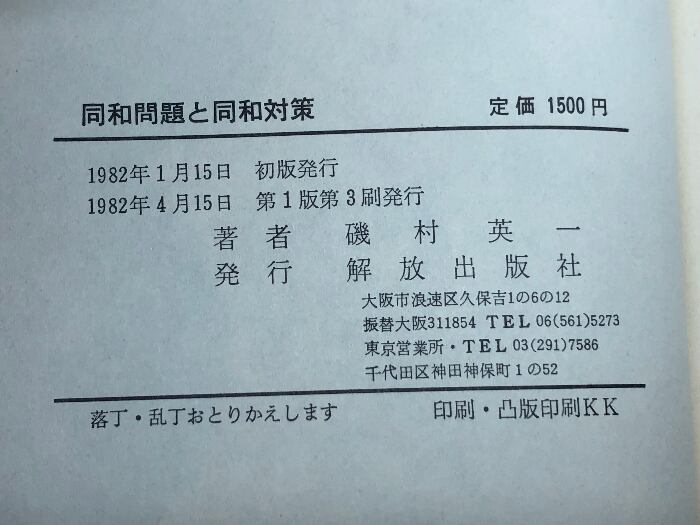 同和問題と同和対策 定価 1500円
1982年1月15日 初版発行
1982年4月15日 第1版第3刷発行
著者 磯村英一
発行 解放出版社
大阪市浪速区久保吉1の6の12
振替大阪311854 TEL 06(561)5273
東京営業所・TEL 03(291)7586
千代田区神田神保町1の52
落丁・乱丁おとりかえします 印刷・凸版印刷KK